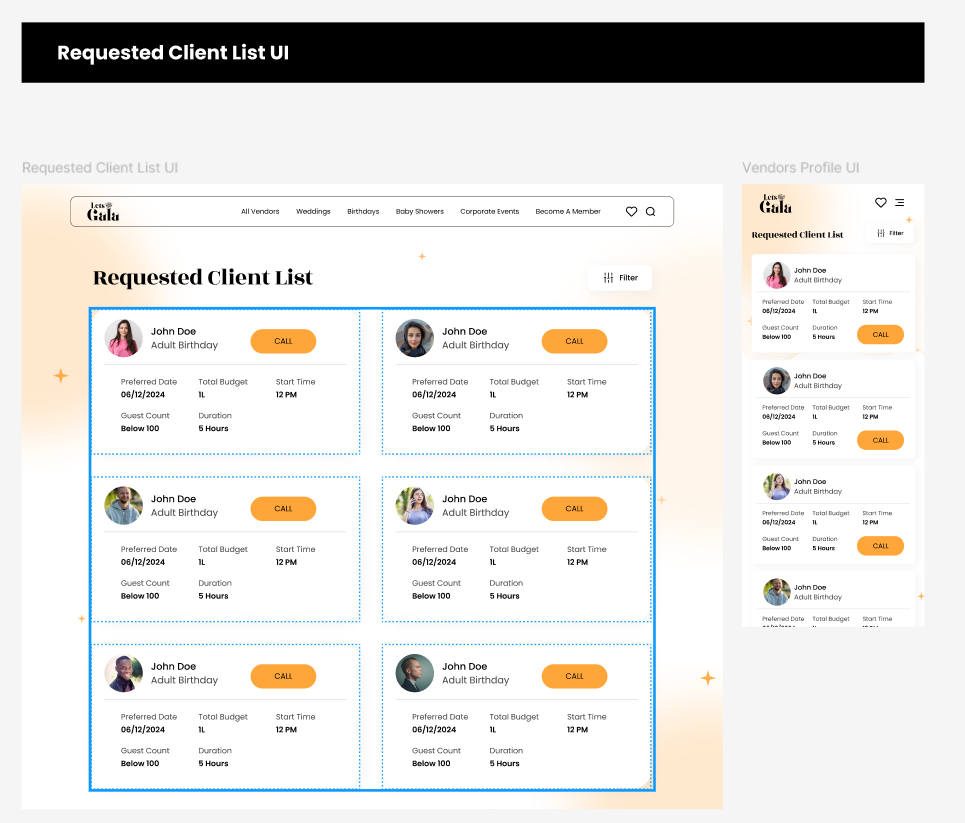 Requested Client List UI
Requested Client List UI
Lets
Gala
All Vendors Weddings Birthdays Baby Showers Corporate Events Become A Member
Requested Client List
Filter
John Doe
Adult Birthday
CALL
Preferred Date Total Budget Start Time
06/12/2024 1L 12 PM
Guest Count Duration
Below 100 5 Hours
John Doe
Adult Birthday
CALL
Preferred Date Total Budget Start Time
06/12/2024 1L 12 PM
Guest Count Duration
Below 100 5 Hours
John Doe
Adult Birthday
CALL
Preferred Date Total Budget Start Time
06/12/2024 1L 12 PM
Guest Count Duration
Below 100 5 Hours
John Doe
Adult Birthday
CALL
Preferred Date Total Budget Start Time
06/12/2024 1L 12 PM
Guest Count Duration
Below 100 5 Hours
John Doe
Adult Birthday
CALL
Preferred Date Total Budget Start Time
06/12/2024 1L 12 PM
Guest Count Duration
Below 100 5 Hours
John Doe
Adult Birthday
CALL
Preferred Date Total Budget Start Time
06/12/2024 1L 12 PM
Guest Count Duration
Below 100 5 Hours
Vendors Profile UI
Lets
Gala
Requested Client List
Filter
John Doe
Adult Birthday
Preferred Date Total Budget Start Time
06/12/2024 1L 12 PM
Guest Count Duration
Below 100 5 Hours
CALL
John Doe
Adult Birthday
Preferred Date Total Budget Start Time
06/12/2024 1L 12 PM
Guest Count Duration
Below 100 5 Hours
CALL
John Doe
Adult Birthday
Preferred Date Total Budget Start Time
06/12/2024 1L 12 PM
Guest Count Duration
Below 100 5 Hours
CALL
John Doe
Adult Birthday
Preferred Date Total Budget Start Time